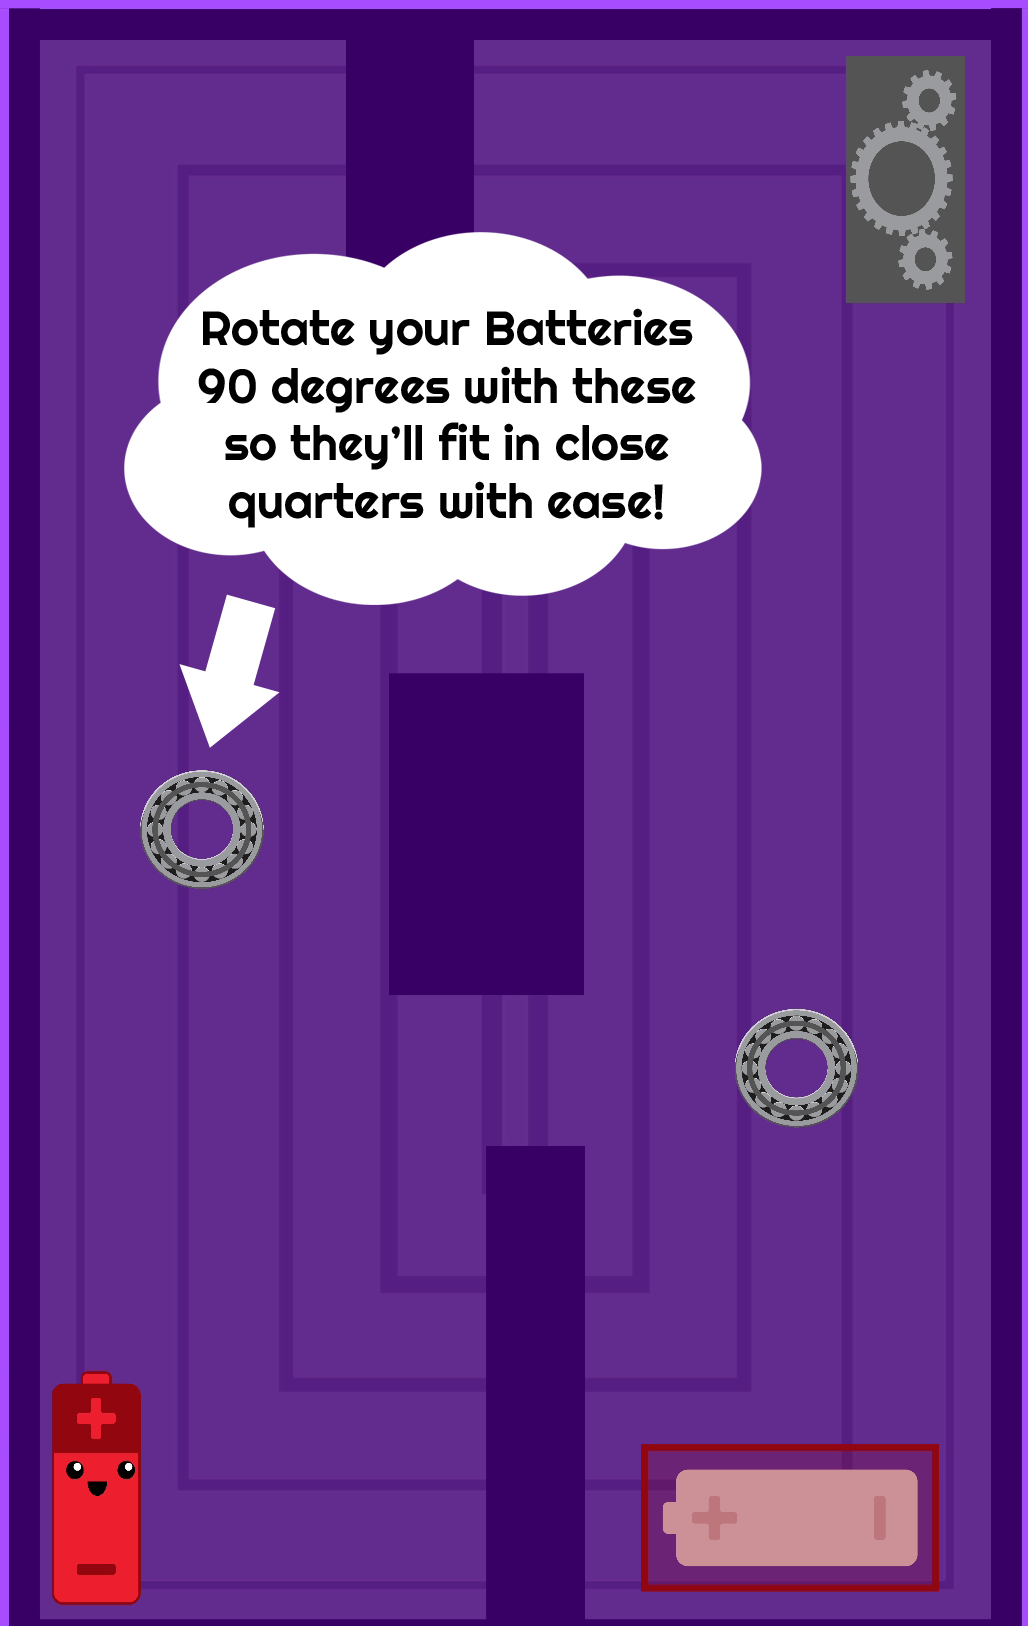 Rotate your Batteries
90 degrees with these
so they'll fit in close
quarters with ease!